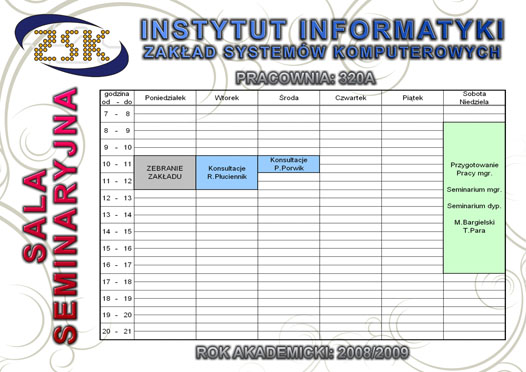 ZSK
INSTYTUT INFORMATYKI
ZAKŁAD SYSTEMÓW KOMPUTEROWYCH
PRACOWNIA: 320A
SALA
SEMINARYJNA
godzina
od - do
Poniedziałek
Wtorek
Środa
Czwartek
Piątek
Sobota
Niedziela
7 - 8
8 - 9
9 - 10
10 - 11
11 - 12
12 - 13
13 - 14
14 - 15
15 - 16
16 - 17
17 - 18
18 - 19
19 - 20
20 - 21
ZEBRANIE
ZAKŁADU
Konsultacje
R.Płuciennik
Konsultacje
P.Porwik
Przygotowanie
Pracy mgr.
Seminarium mgr.
Seminarium dyp.
M.Bargielski
T.Para
ROK AKADEMICKI: 2008/2009